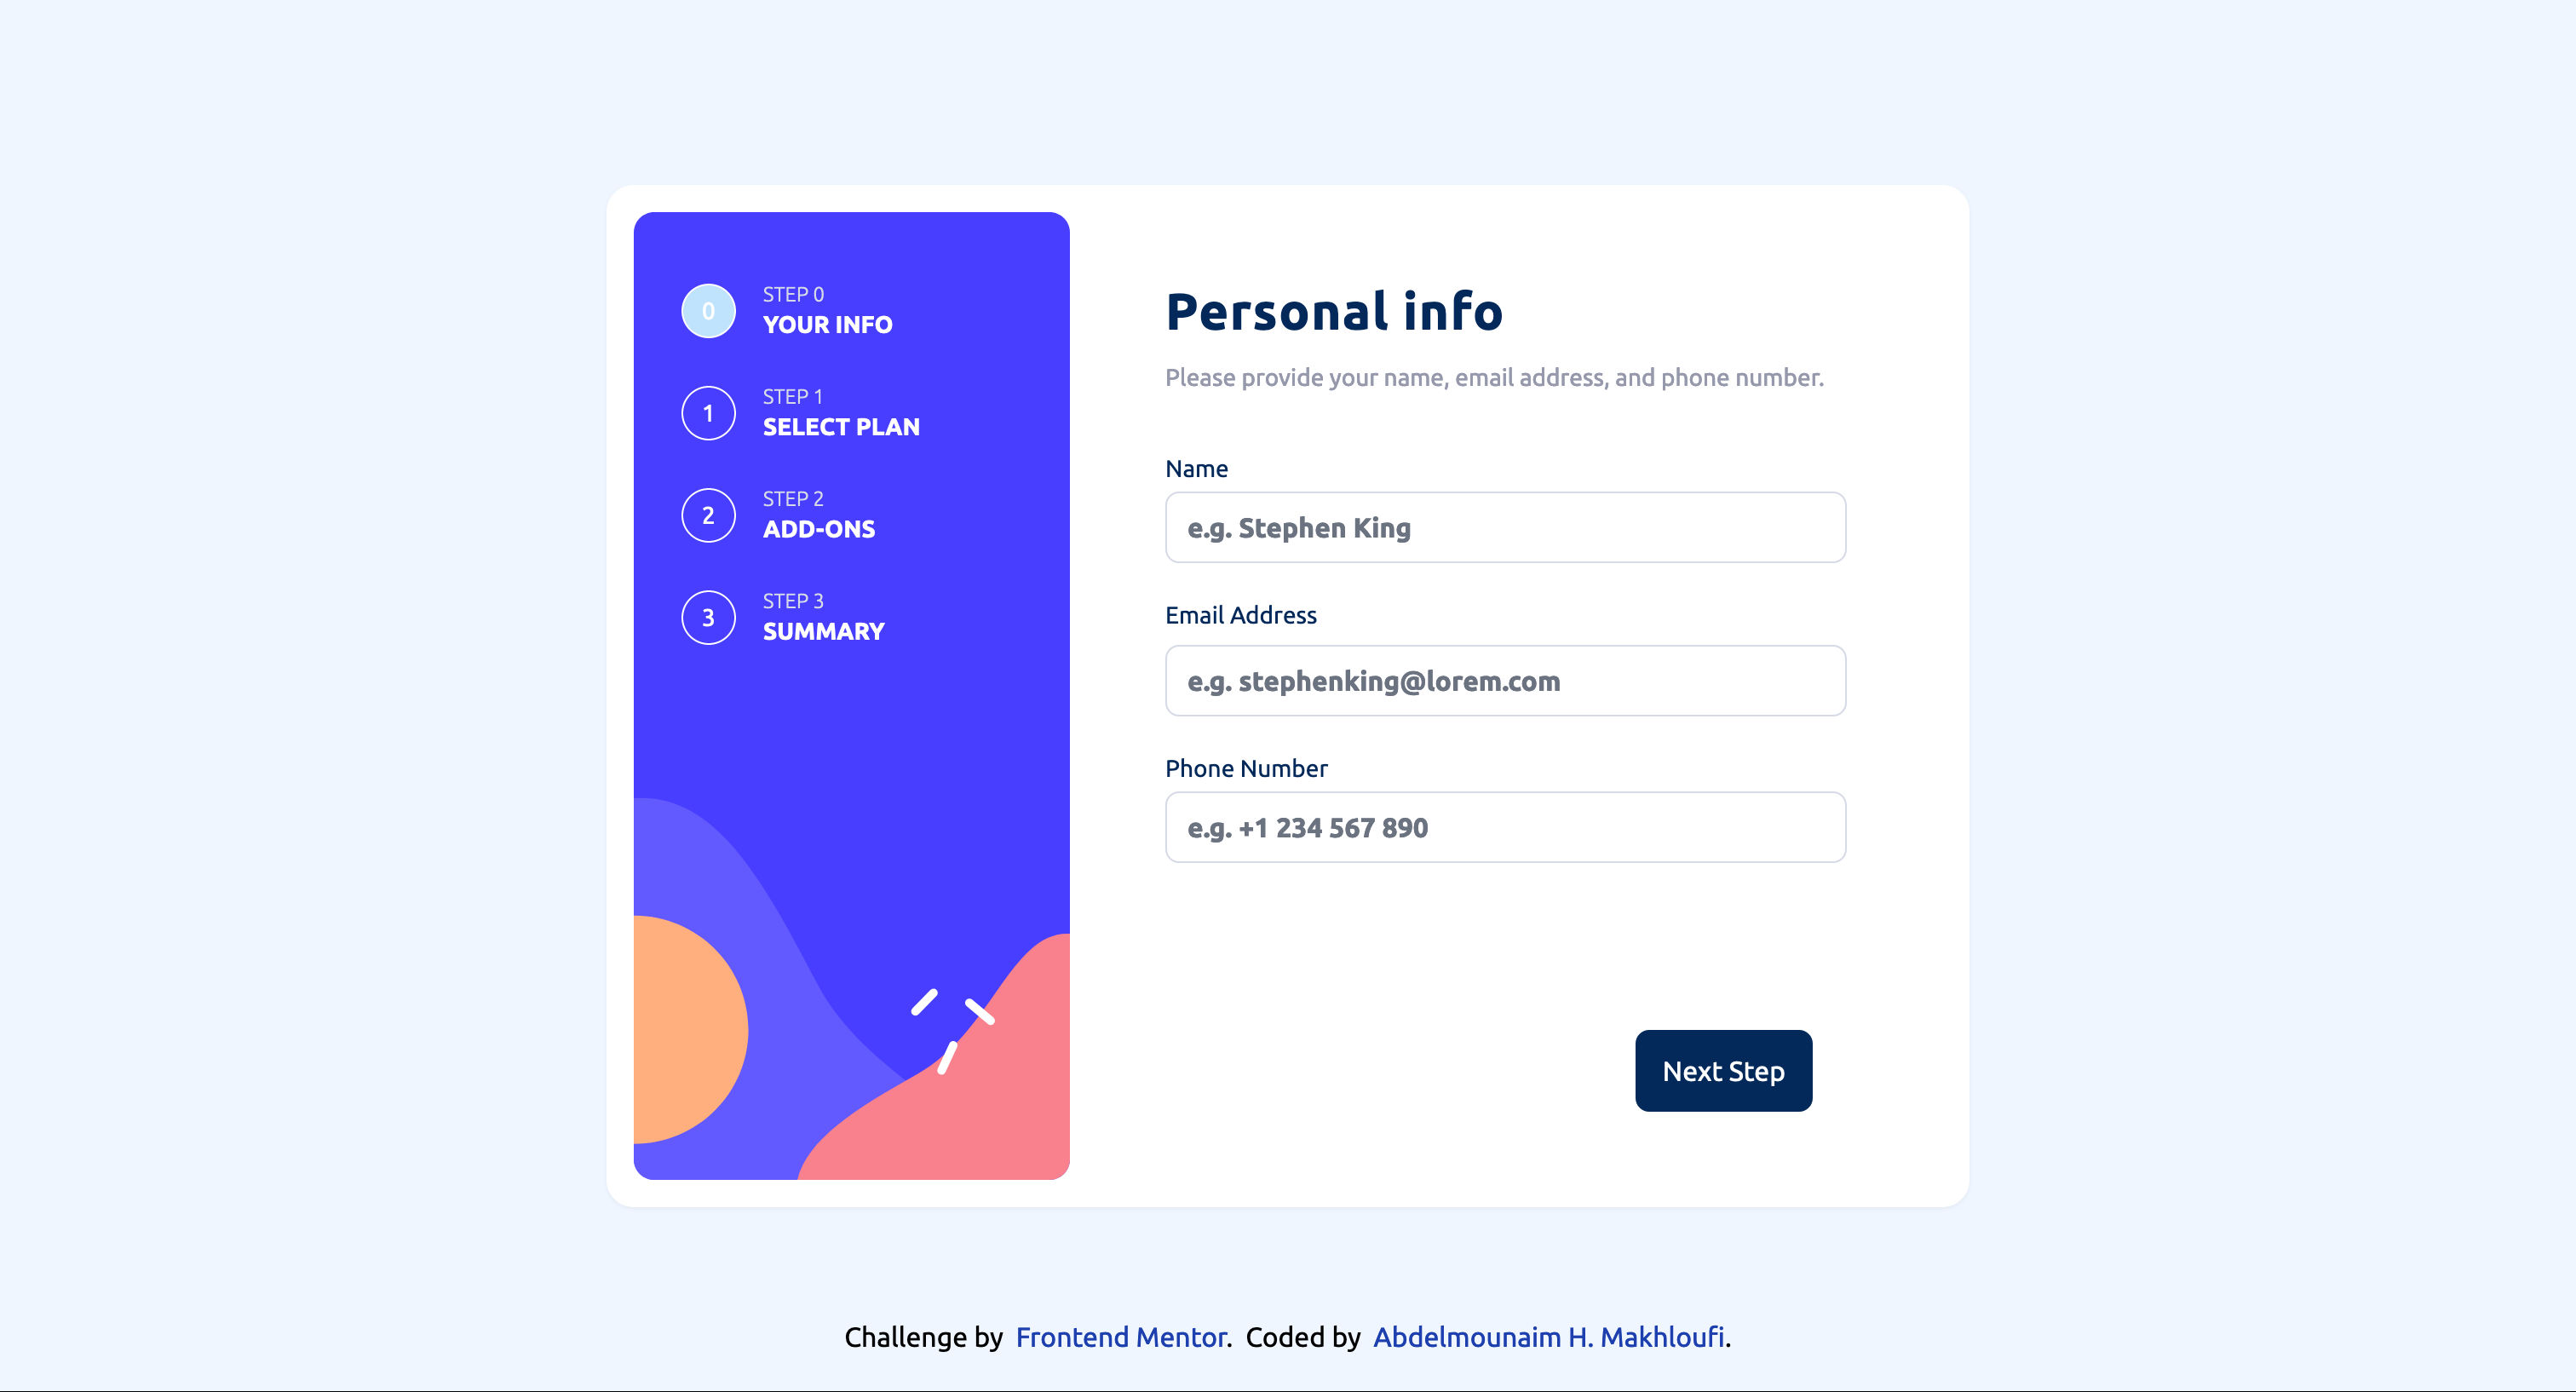 0
STEP 0
YOUR INFO
1
STEP 1
SELECT PLAN
2
STEP 2
ADD-ONS
3
STEP 3
SUMMARY
Personal info
Please provide your name, email address, and phone number.
Name
e.g. Stephen King
Email Address
e.g. stephenking@lorem.com
Phone Number
e.g. +1 234 567 890
Next Step
Challenge by Frontend Mentor. Coded by Abdelmounaim H. Makhloufi.